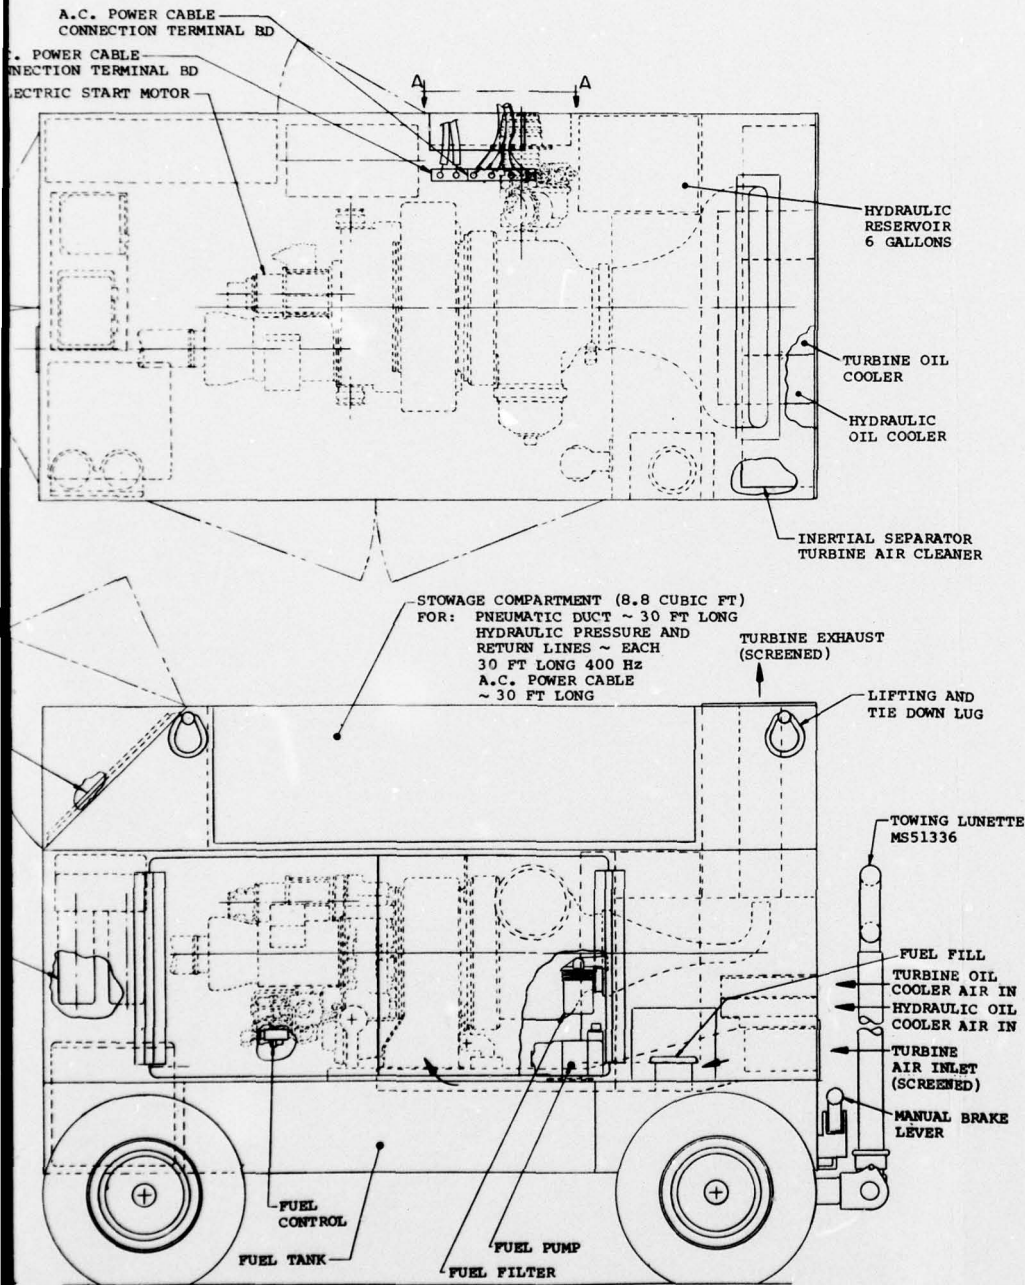 A.C. POWER CABLE
CONNECTION TERMINAL BD
C. POWER CABLE
NNECTION TERMINAL BD
LECTRIC START MOTOR
A A
HYDRAULIC
RESERVOIR
6 GALLONS
TURBINE OIL
COOLER
HYDRAULIC
OIL COOLER
INERTIAL SEPARATOR
TURBINE AIR CLEANER
STOWAGE COMPARTMENT (8.8 CUBIC FT)
FOR: PNEUMATIC DUCT ~ 30 FT LONG
HYDRAULIC PRESSURE AND
RETURN LINES ~ EACH
30 FT LONG 400 Hz
A.C. POWER CABLE
~ 30 FT LONG
TURBINE EXHAUST
(SCREENED)
LIFTING AND
TIE DOWN LUG
TOWING LUNETTE
MS51336
FUEL FILL
TURBINE OIL
COOLER AIR IN
HYDRAULIC OIL
COOLER AIR IN
TURBINE
AIR INLET
(SCREENED)
MANUAL BRAKE
LEVER
FUEL
CONTROL
FUEL TANK
FUEL PUMP
FUEL FILTER